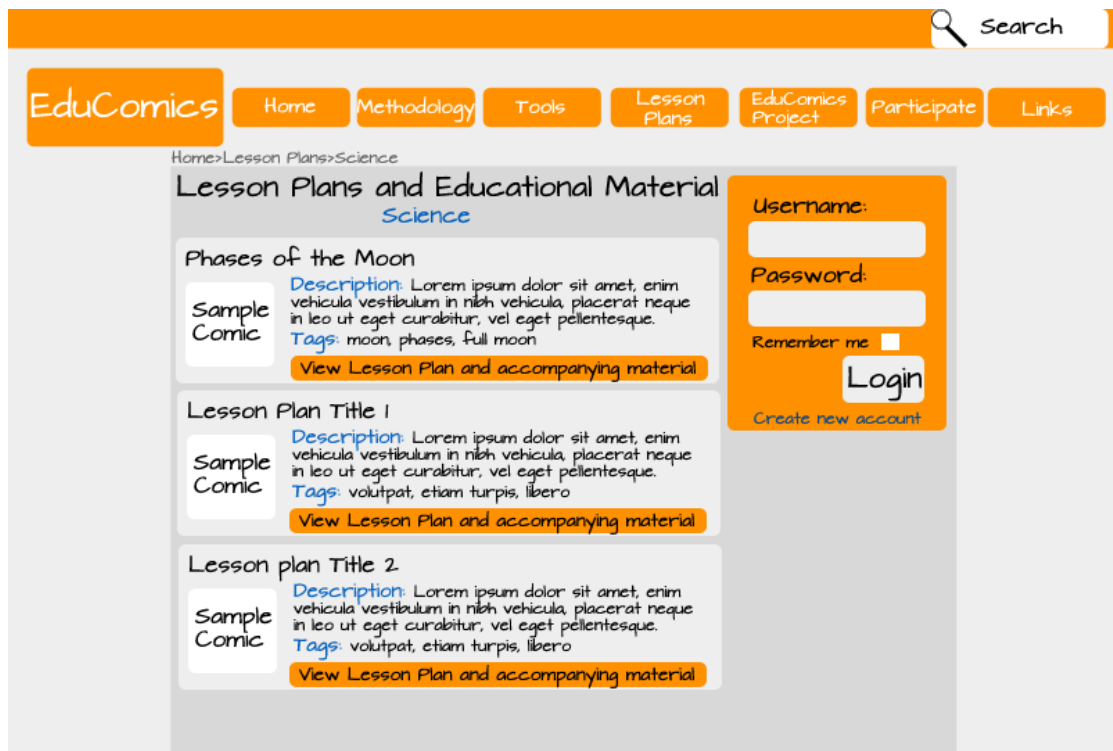 Search
EduComics
Home
Methodology
Tools
Lesson
Plans
EduComics
Project
Participate
Links
Home>Lesson Plans>Science
Lesson Plans and Educational Material
Science
Phases of the Moon
Sample
Comic
Description: Lorem ipsum dolor sit amet, enim
vehicula vestibulum in nibh vehicula, placerat neque
in leo ut eget curabitur, vel eget pellentesque.
Tags: moon, phases, full moon
View Lesson Plan and accompanying material
Lesson Plan Title 1
Sample
Comic
Description: Lorem ipsum dolor sit amet, enim
vehicula vestibulum in nibh vehicula, placerat neque
in leo ut eget curabitur, vel eget pellentesque.
Tags: volutpat, etiam turpis, libero
View Lesson Plan and accompanying material
Lesson plan Title 2
Sample
Comic
Description: Lorem ipsum dolor sit amet, enim
vehicula vestibulum in nibh vehicula, placerat neque
in leo ut eget curabitur, vel eget pellentesque.
Tags: volutpat, etiam turpis, libero
View Lesson Plan and accompanying material
Username:
Password:
Remember me
Login
Create new account